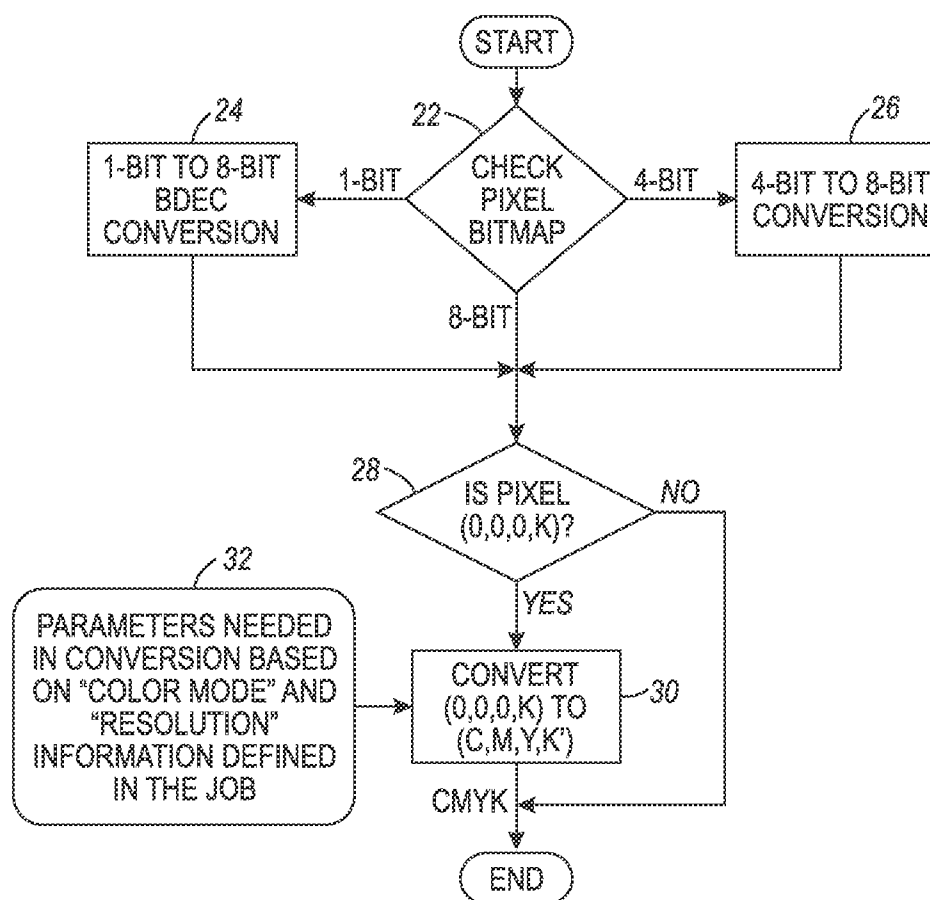 START
22
CHECK
PIXEL
BITMAP
1-BIT
4-BIT
8-BIT
24
1-BIT TO 8-BIT
BDEC
CONVERSION
26
4-BIT TO 8-BIT
CONVERSION
28
IS PIXEL
(0,0,0,K)?
NO
YES
32
PARAMETERS NEEDED
IN CONVERSION BASED
ON "COLOR MODE" AND
"RESOLUTION"
INFORMATION DEFINED
IN THE JOB
CONVERT
(0,0,0,K) TO
(C,M,Y,K')
30
CMYK
END